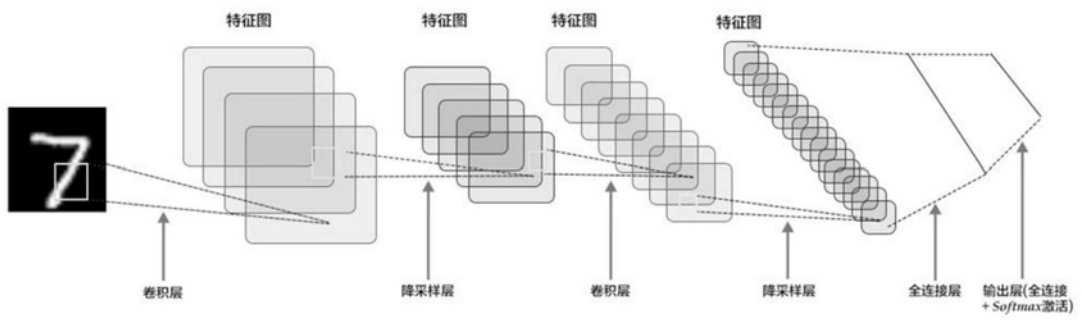 特征图
特征图
特征图
特征图
卷积层
降采样层
卷积层
降采样层
全连接层
输出层(全连接
+ Softmax激活)
7